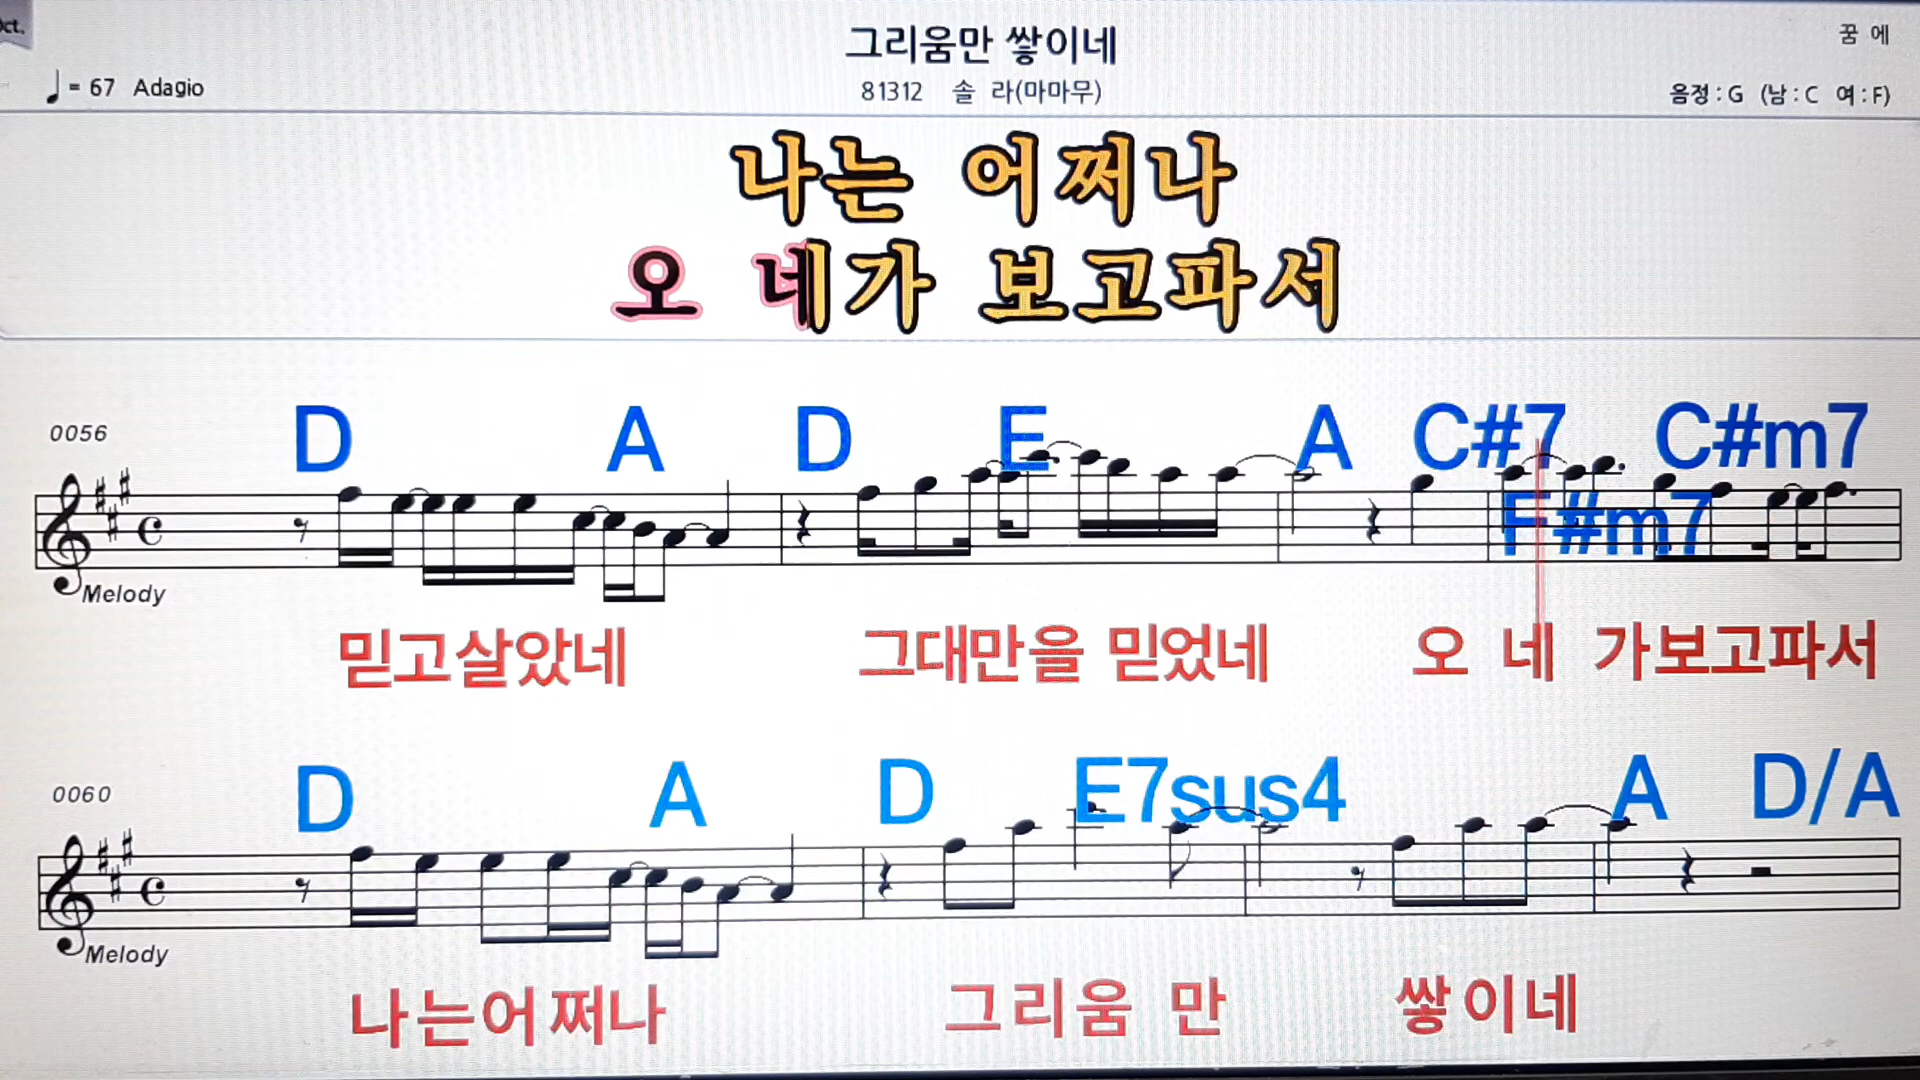 Oct.
그리움만 쌓이네
꿈 에
♩ = 67 Adagio
81312 솔 라(마마무)
음정 : G (남 : C 여 : F)
나는 어쩌나
오 네가 보고파서
0056
D A D E A C#7 C#m7
F#m7
Melody
믿고살았네 그대만을 믿었네 오 네 가보고파서
0060
D A D E7sus4 A D/A
Melody
나는어쩌나 그리움 만 쌓이네